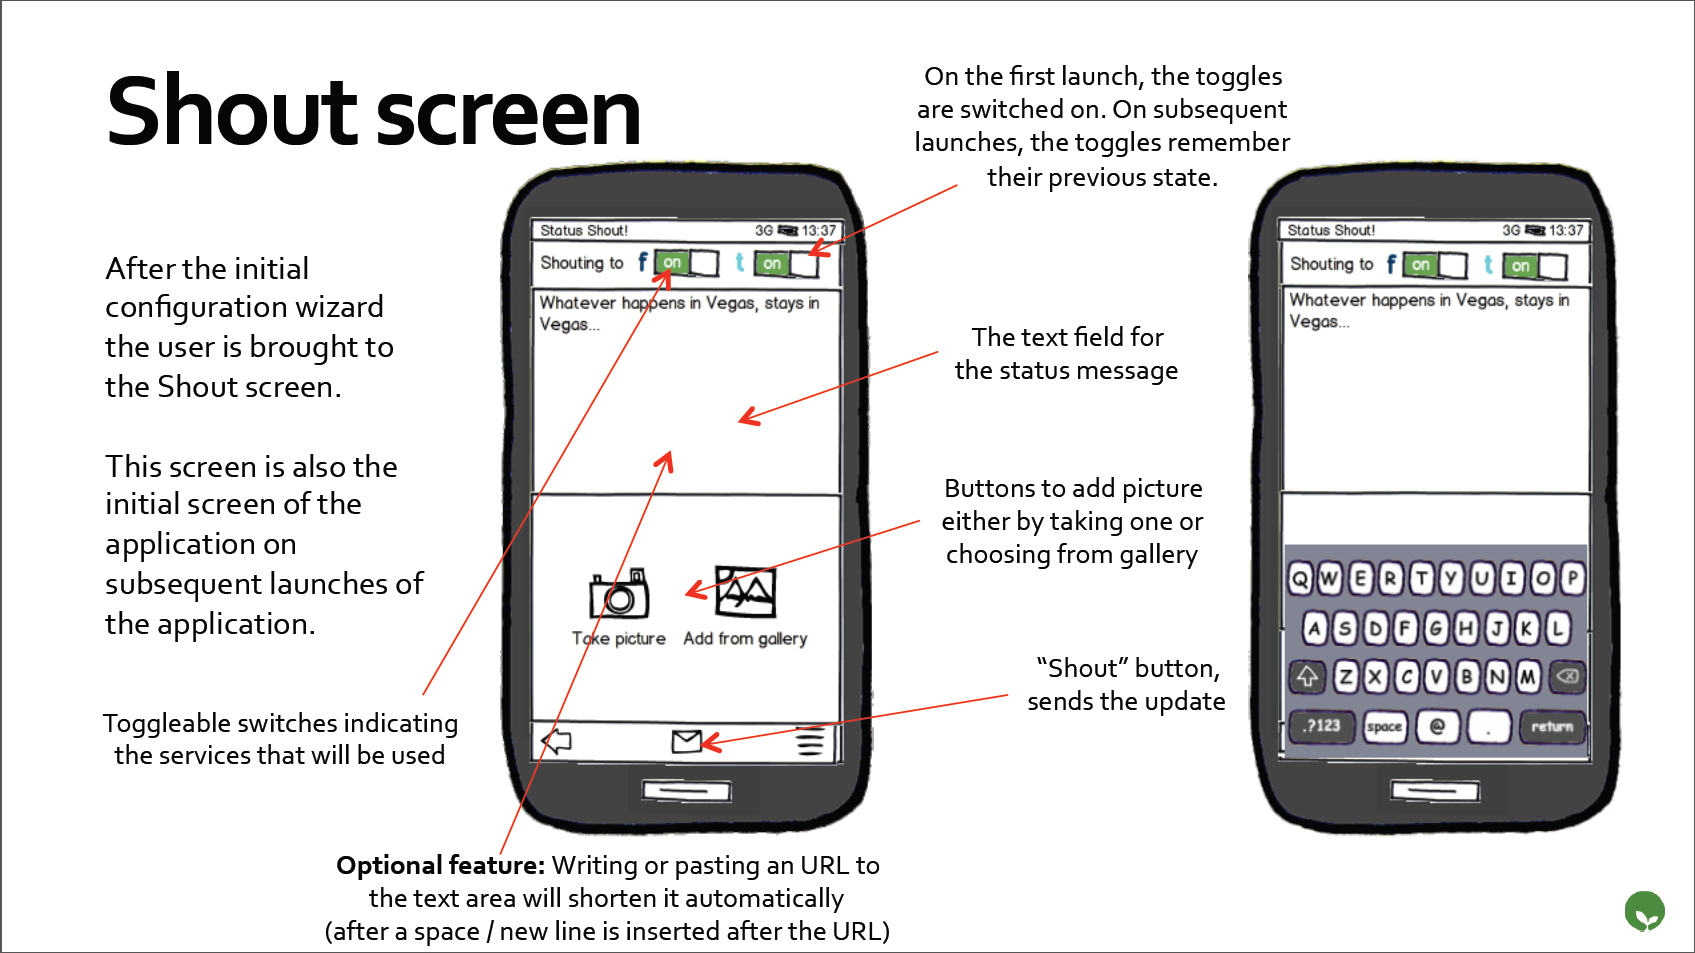 Shout screen
On the first launch, the toggles
are switched on. On subsequent
launches, the toggles remember
their previous state.
After the initial
configuration wizard
the user is brought to
the Shout screen.
This screen is also the
initial screen of the
application on
subsequent launches of
the application.
Toggleable switches indicating
the services that will be used
Status Shout! 3G 13:37
Shouting to f on t on
Whatever happens in Vegas, stays in
Vegas...
Take picture Add from gallery
The text field for
the status message
Buttons to add picture
either by taking one or
choosing from gallery
“Shout” button,
sends the update
Optional feature: Writing or pasting an URL to
the text area will shorten it automatically
(after a space / new line is inserted after the URL)
Status Shout! 3G 13:37
Shouting to f on t on
Whatever happens in Vegas, stays in
Vegas...
Q W E R T Y U I O P
A S D F G H J K L
Z X C V B N M
.?123 space @ . return